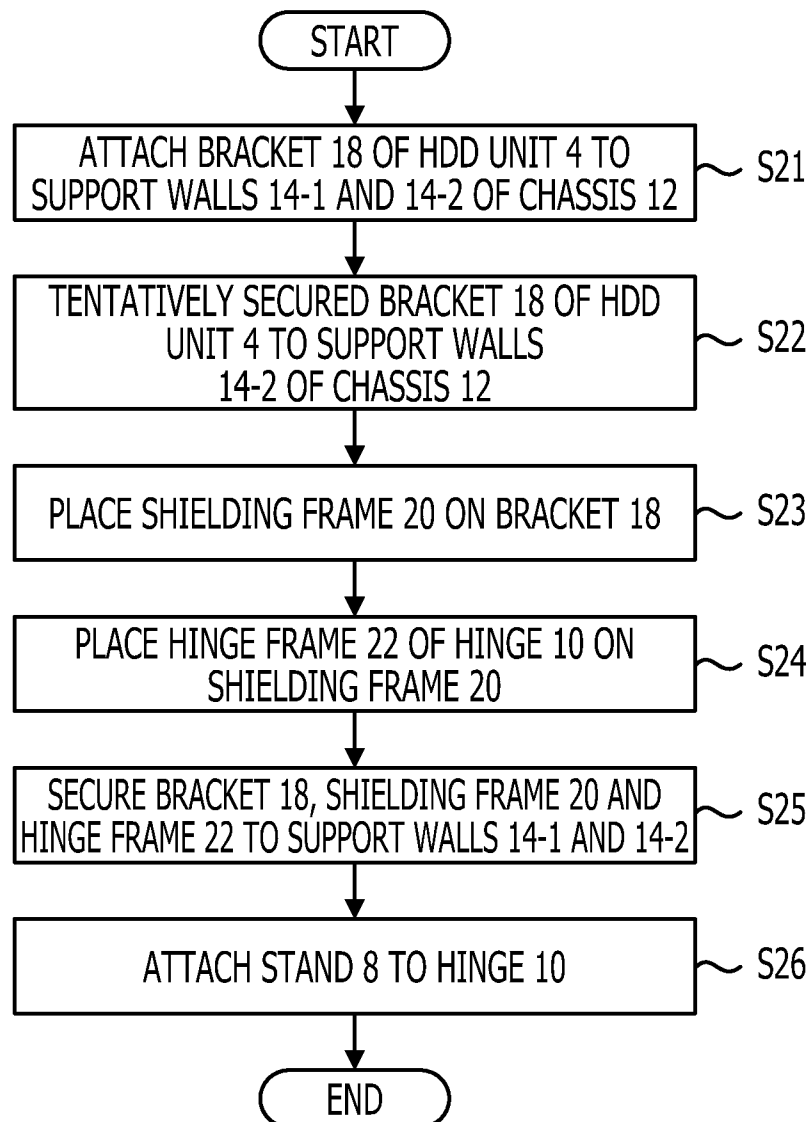 START
ATTACH BRACKET 18 OF HDD UNIT 4 TO
SUPPORT WALLS 14-1 AND 14-2 OF CHASSIS 12
S21
TENTATIVELY SECURED BRACKET 18 OF HDD
UNIT 4 TO SUPPORT WALLS
14-2 OF CHASSIS 12
S22
PLACE SHIELDING FRAME 20 ON BRACKET 18
S23
PLACE HINGE FRAME 22 OF HINGE 10 ON
SHIELDING FRAME 20
S24
SECURE BRACKET 18, SHIELDING FRAME 20 AND
HINGE FRAME 22 TO SUPPORT WALLS 14-1 AND 14-2
S25
ATTACH STAND 8 TO HINGE 10
S26
END